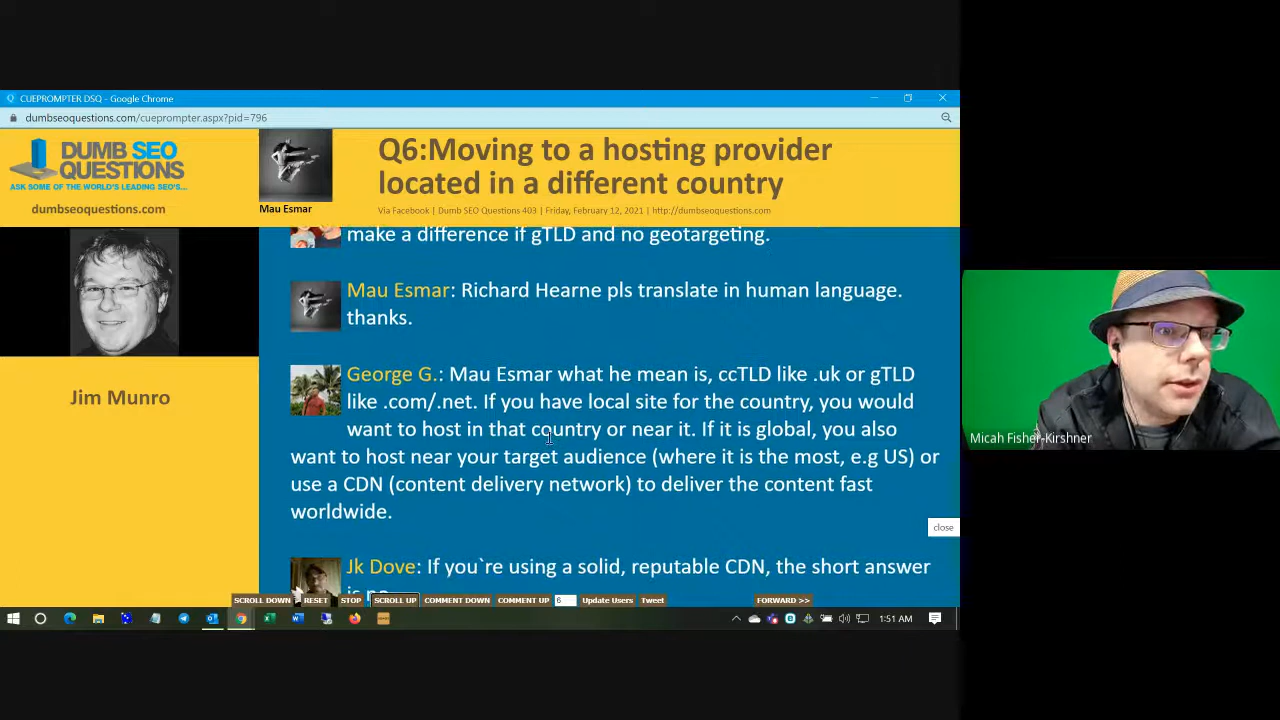 CUEPROMPTER DSQ - Google Chrome
dumbseoquestions.com/cueprompter.aspx?pid=796
DUMB SEO
QUESTIONS
ASK SOME OF THE WORLD'S LEADING SEO'S...
dumbseoquestions.com
Mau Esmar
Q6:Moving to a hosting provider
located in a different country
Via Facebook | Dumb SEO Questions 403 | Friday, February 12, 2021 | http://dumbseoquestions.com
Jim Munro
make a difference if gTLD and no geotargeting.
Mau Esmar: Richard Hearne pls translate in human language.
thanks.
George G.: Mau Esmar what he mean is, ccTLD like .uk or gTLD
like .com/.net. If you have local site for the country, you would
want to host in that country or near it. If it is global, you also
want to host near your target audience (where it is the most, e.g US) or
use a CDN (content delivery network) to deliver the content fast
worldwide.
close
Jk Dove: If you`re using a solid, reputable CDN, the short answer
is no
SCROLL DOWN RESET STOP SCROLL UP COMMENT DOWN COMMENT UP 6 Update Users Tweet FORWARD >>
1:51 AM
Micah Fisher-Kirshner